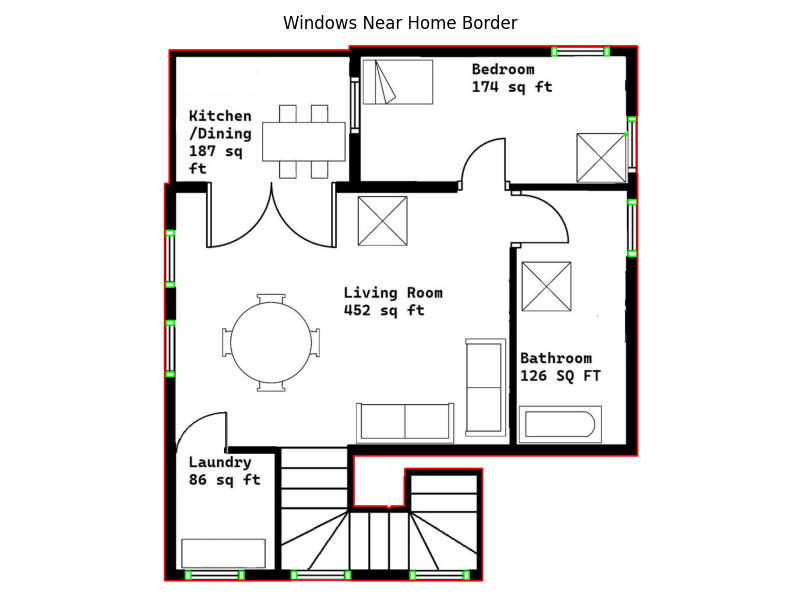 Windows Near Home Border
Bedroom
174 sq ft
Kitchen
/Dining
187 sq
ft
Living Room
452 sq ft
Bathroom
126 SQ FT
Laundry
86 sq ft